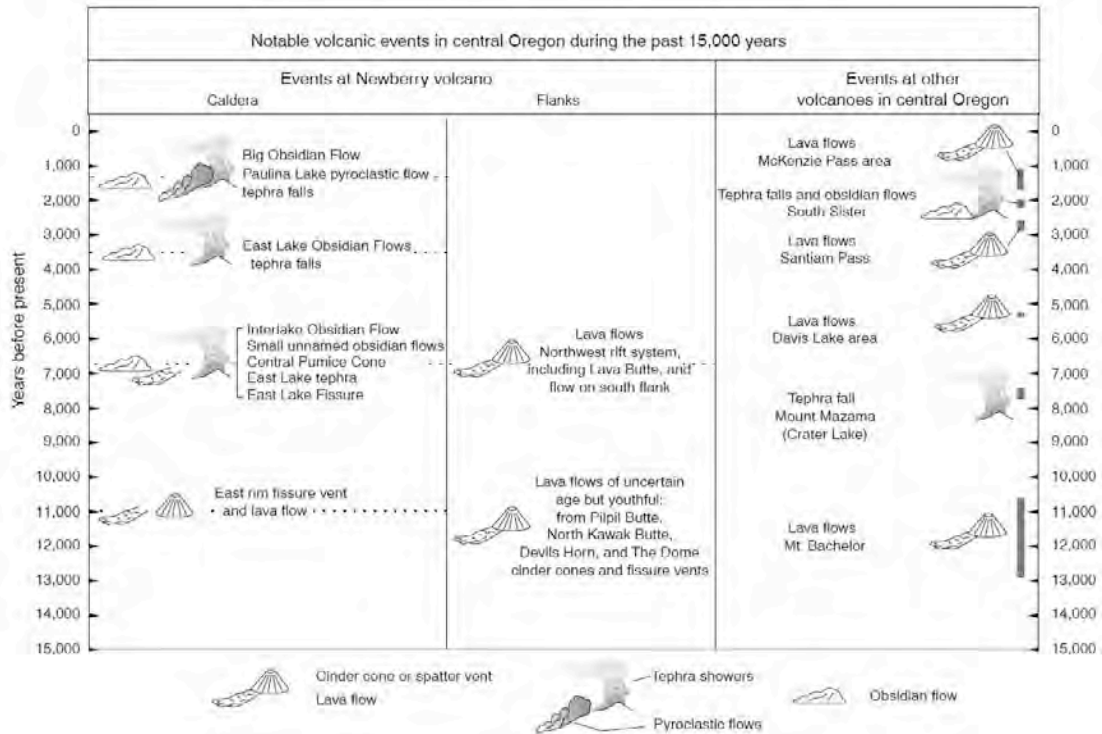 Notable volcanic events in central Oregon during the past 15,000 years
Events at Newberry volcano
Caldera
Flanks
Events at other
volcanoes in central Oregon
Years before present
0
1,000
2,000
3,000
4,000
5,000
6,000
7,000
8,000
9,000
10,000
11,000
12,000
13,000
14,000
15,000
Big Obsidian Flow
Paulina Lake pyroclastic flow
tephra falls
East Lake Obsidian Flows
tephra falls
Interlake Obsidian Flow
Small unnamed obsidian flows
Central Pumice Cone
East Lake tephra
East Lake Fissure
East rim fissure vent
and lava flow
Lava flows
Northwest rift system,
including Lava Butte, and
flow on south flank
Lava flows of uncertain
age but youthful:
from Pilpil Butte,
North Kawak Butte,
Devils Horn, and The Dome
cinder cones and fissure vents
Lava flows
McKenzie Pass area
Tephra falls and obsidian flows
South Sister
Lava flows
Santiam Pass
Lava flows
Davis Lake area
Tephra fall
Mount Mazama
(Crater Lake)
Lava flows
Mt. Bachelor
0
1,000
2,000
3,000
4,000
5,000
6,000
7,000
8,000
9,000
10,000
11,000
12,000
13,000
14,000
15,000
Cinder cone or spatter vent
Lava flow
Tephra showers
Pyroclastic flows
Obsidian flow